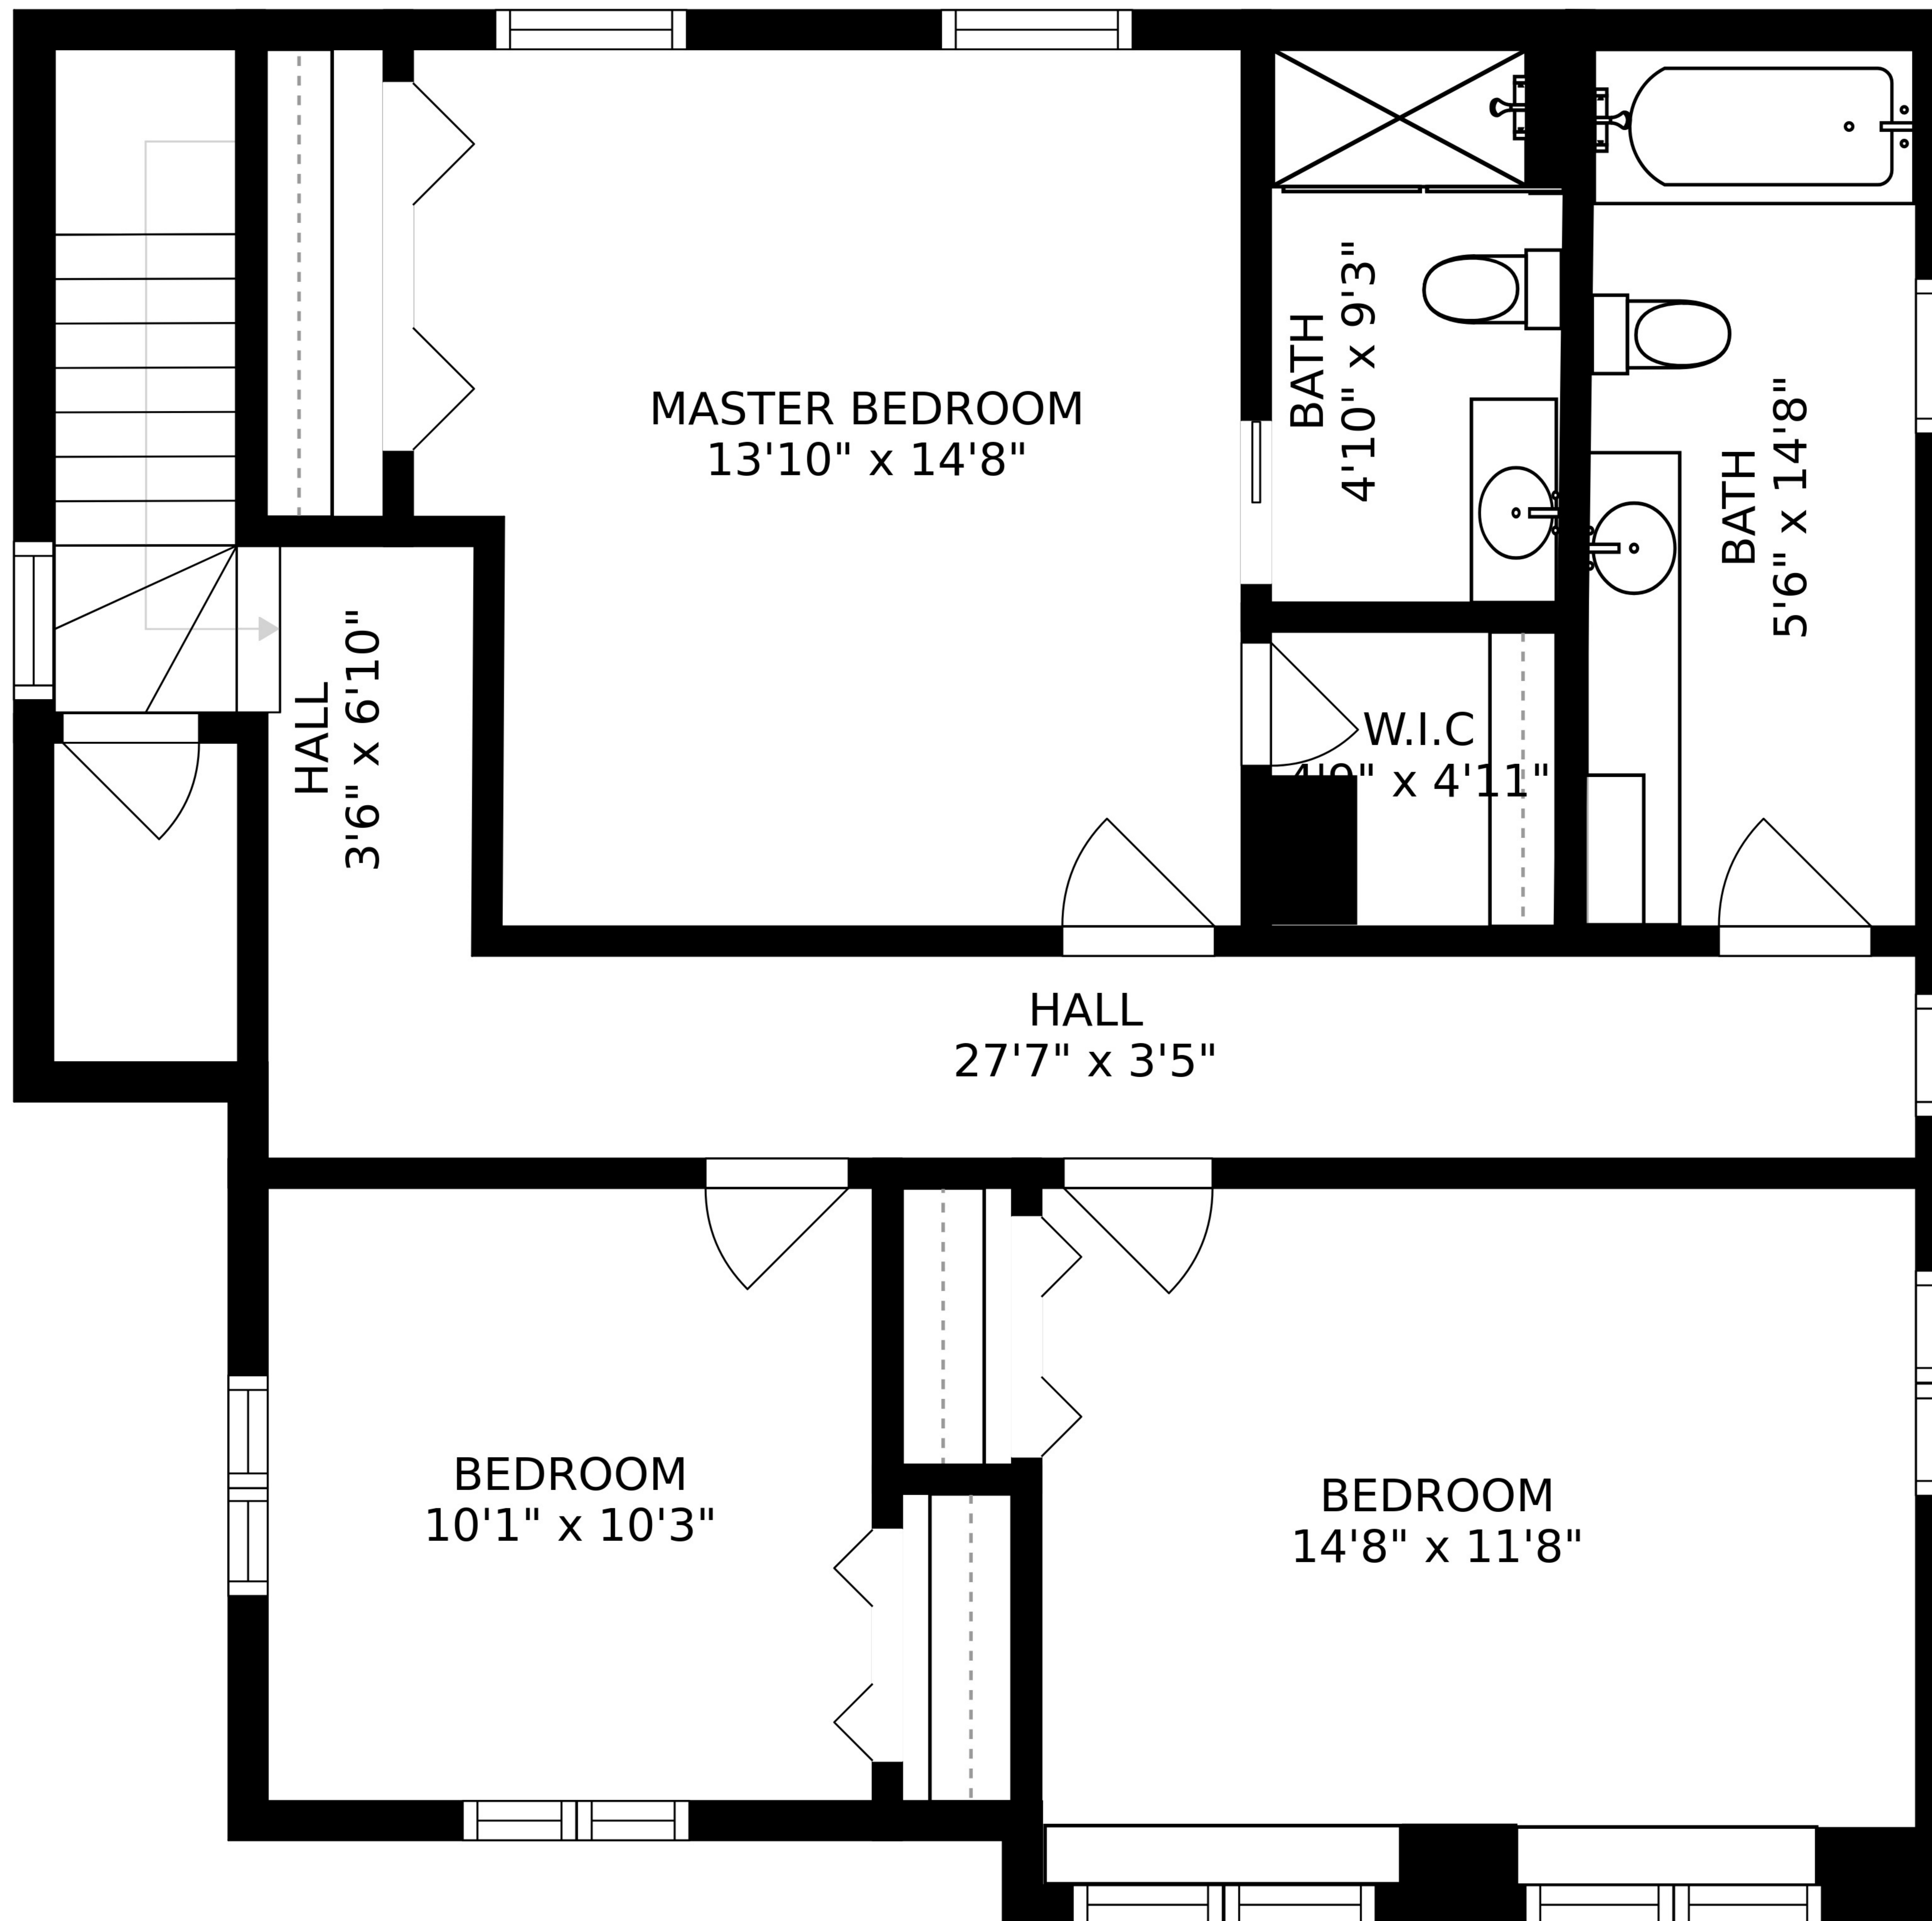 MASTER BEDROOM
13'10" x 14'8"
BATH
4'10" x 9'3"
BATH
5'6" x 14'8"
HALL
3'6" x 6'10"
W.I.C
4'9" x 4'11"
HALL
27'7" x 3'5"
BEDROOM
10'1" x 10'3"
BEDROOM
14'8" x 11'8"